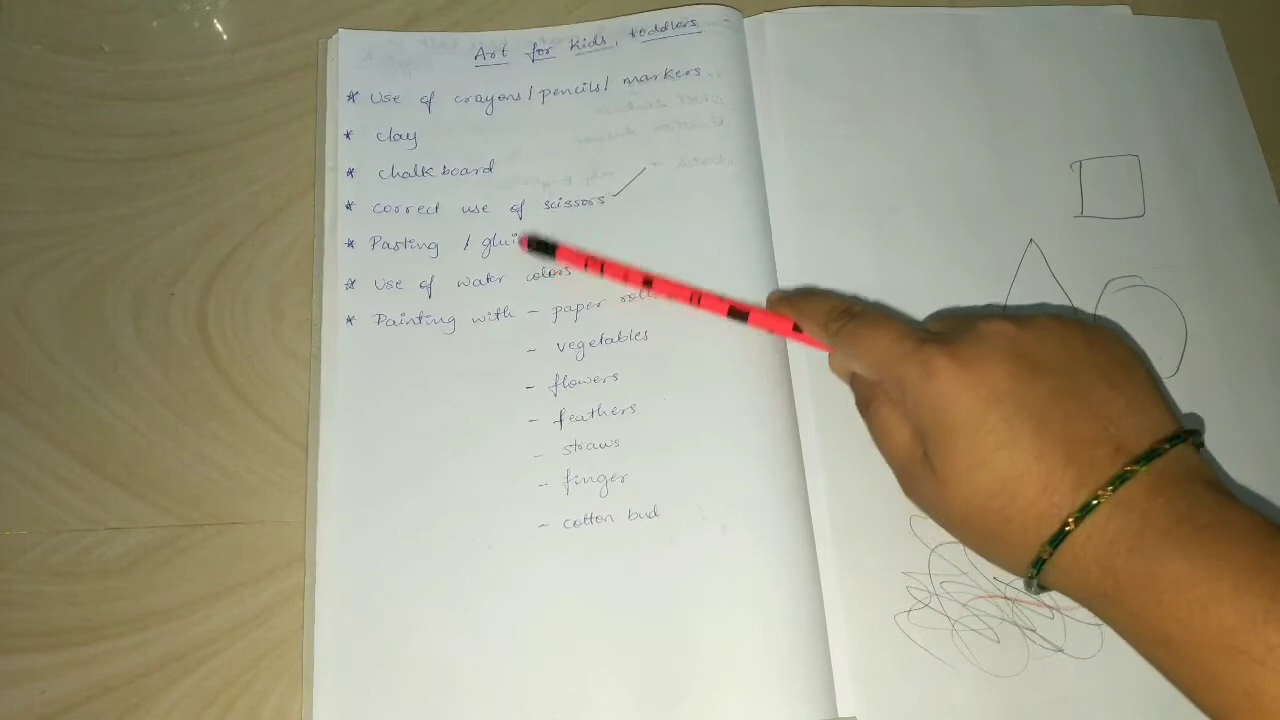 Art for kids, toddlers
* Use of crayons/pencils/ markers
* clay
* chalk board
* correct use of scissors
* Pasting /
* Use of water colors
* Painting with - paper
- vegetables
- flowers
- feathers
- straws
- finger
- cotton bud